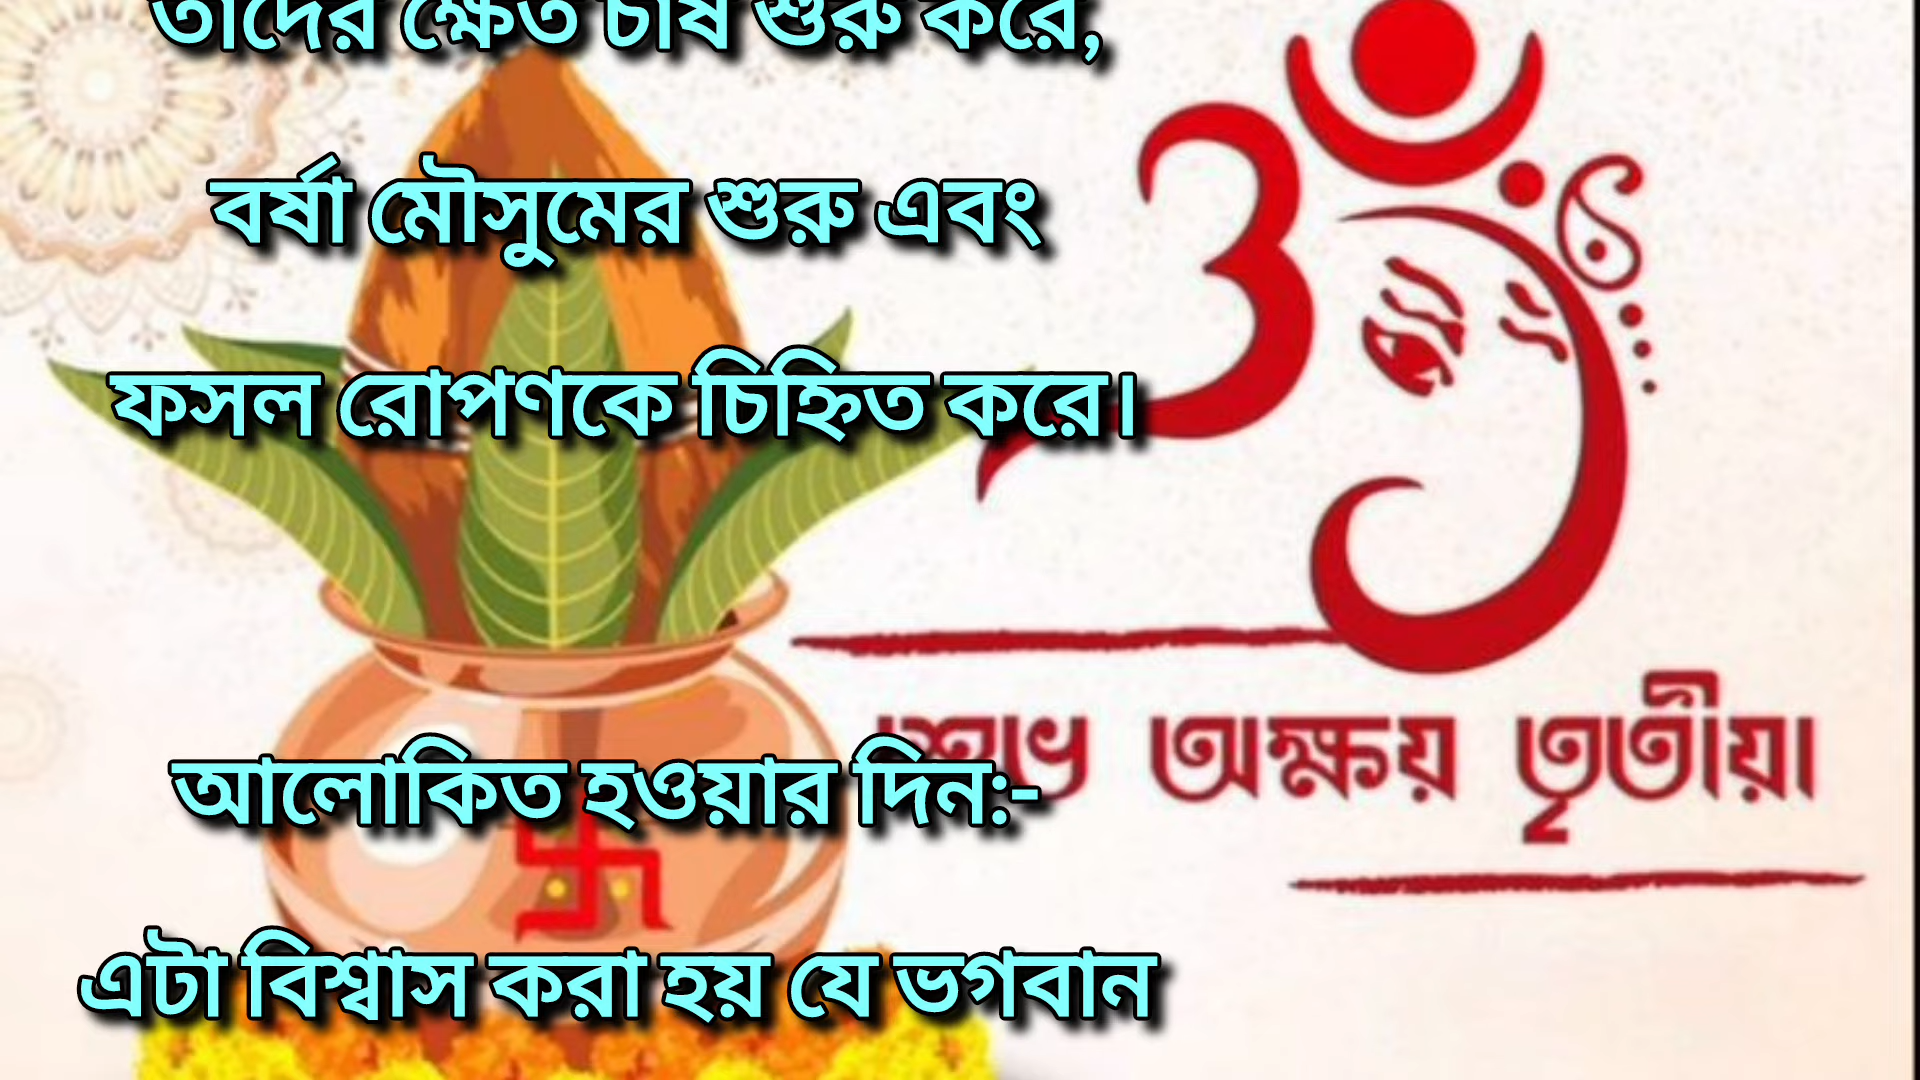 তাদের ক্ষেত চাষ শুরু করে,
বর্ষা মৌসুমের শুরু এবং
ফসল রোপণকে চিহ্নিত করে।
শুভ অক্ষয় তৃতীয়া
আলোকিত হওয়ার দিন:-
এটা বিশ্বাস করা হয় যে ভগবান